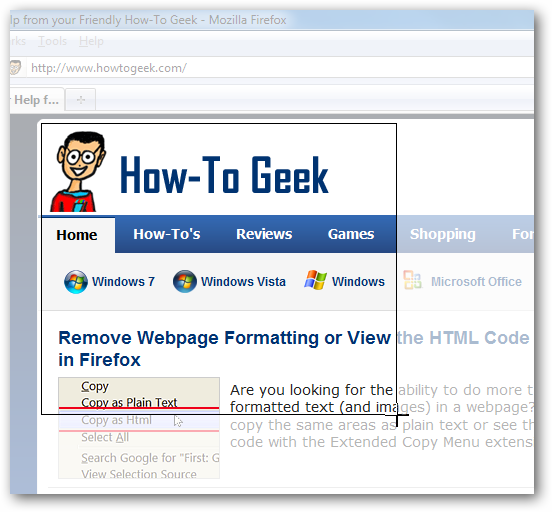 lp from your Friendly How-To Geek - Mozilla Firefox
rks Tools Help
http://www.howtogeek.com/
Help f...
How-To Geek
Home How-To's Reviews Games Shopping For
Windows 7 Windows Vista Windows Microsoft Office
Remove Webpage Formatting or View the HTML Code
in Firefox
Copy
Copy as Plain Text
Copy as Html
Select All
Search Google for "First: G
View Selection Source
Are you looking for the ability to do more t
formatted text (and images) in a webpage?
copy the same areas as plain text or see th
code with the Extended Copy Menu extens